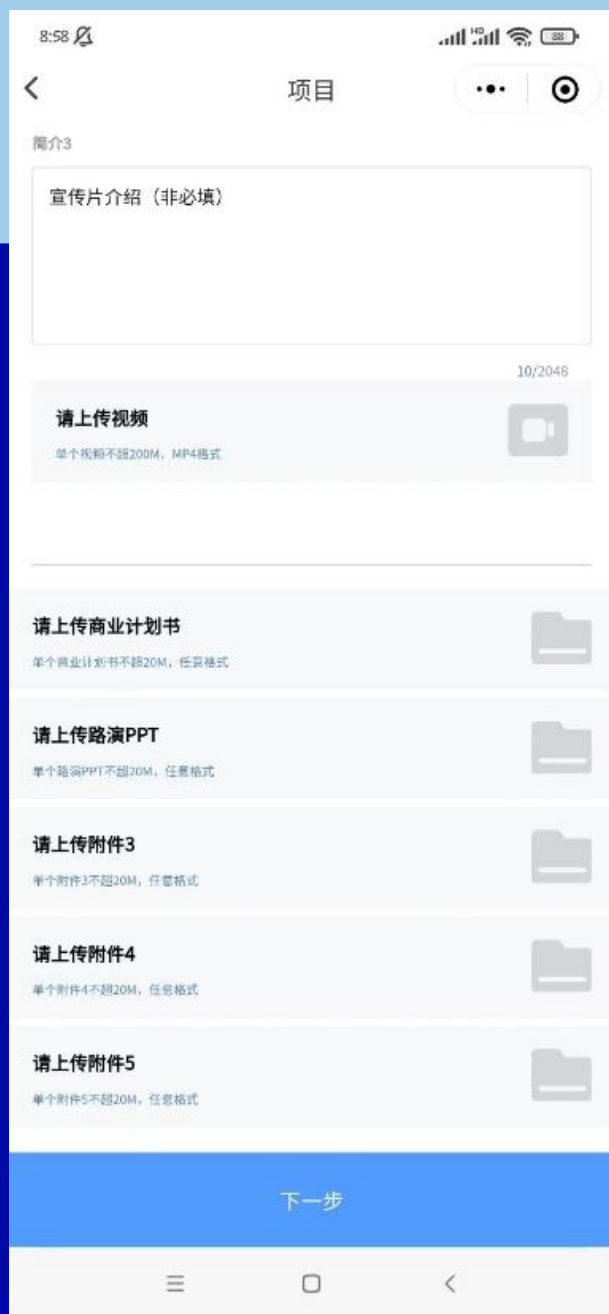 8:58
HD
88
项目
简介3
宣传片介绍（非必填）
10/2048
请上传视频
单个视频不超200M，MP4格式
请上传商业计划书
单个商业计划书不超20M，任意格式
请上传路演PPT
单个路演PPT不超20M，任意格式
请上传附件3
单个附件3不超20M，任意格式
请上传附件4
单个附件4不超20M，任意格式
请上传附件5
单个附件5不超20M，任意格式
下一步